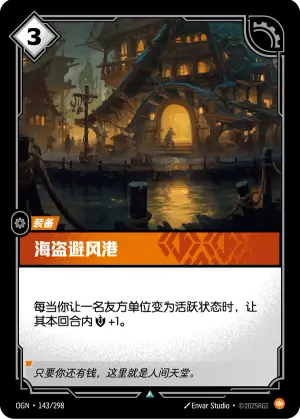 3
装备
海盗避风港
每当你让一名友方单位变为活跃状态时，让
其本回合内 +1。
只要你还有钱，这里就是人间天堂。
OGN • 143/298
Envar Studio • ©2025RGI